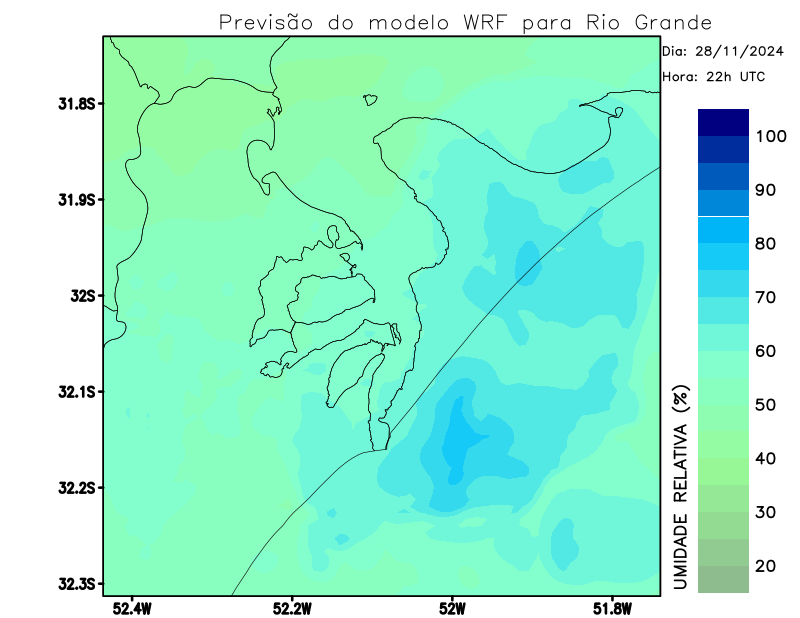 Previsão do modelo WRF para Rio Grande
Dia: 28/11/2024
Hora: 22h UTC
31.8S
31.9S
32S
32.1S
32.2S
32.3S
52.4W
52.2W
52W
51.8W
100
90
80
70
60
50
40
30
20
UMIDADE RELATIVA (%)